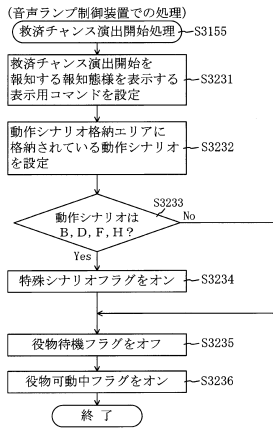 (音声ランプ制御装置での処理)
救済チャンス演出開始処理 S3155
救済チャンス演出開始を
報知する報知態様を表示する
表示用コマンドを設定
S3231
動作シナリオ格納エリアに
格納されている動作シナリオ
を設定
S3232
S3233
動作シナリオは
B, D, F, H?
No
Yes
特殊シナリオフラグをオン S3234
役物待機フラグをオフ S3235
役物可動中フラグをオン S3236
終了